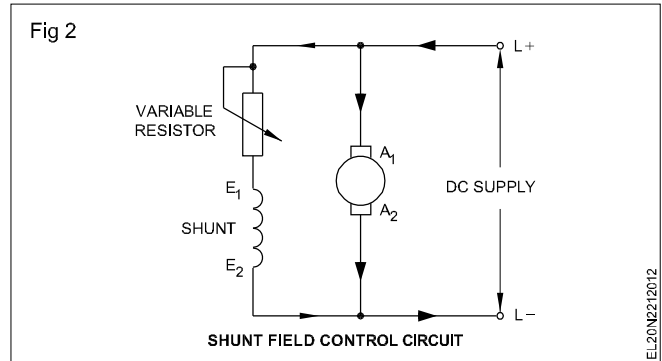 Fig 2
L+
VARIABLE
RESISTOR
A1
A2
E1
SHUNT
E2
DC SUPPLY
L−
SHUNT FIELD CONTROL CIRCUIT
EL20N2212012